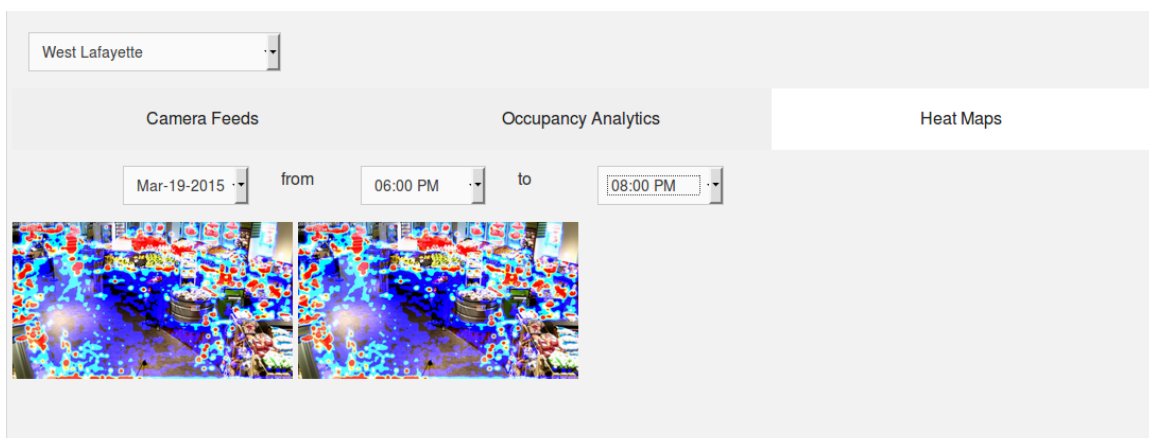 West Lafayette
Camera Feeds Occupancy Analytics Heat Maps
Mar-19-2015 from 06:00 PM to 08:00 PM